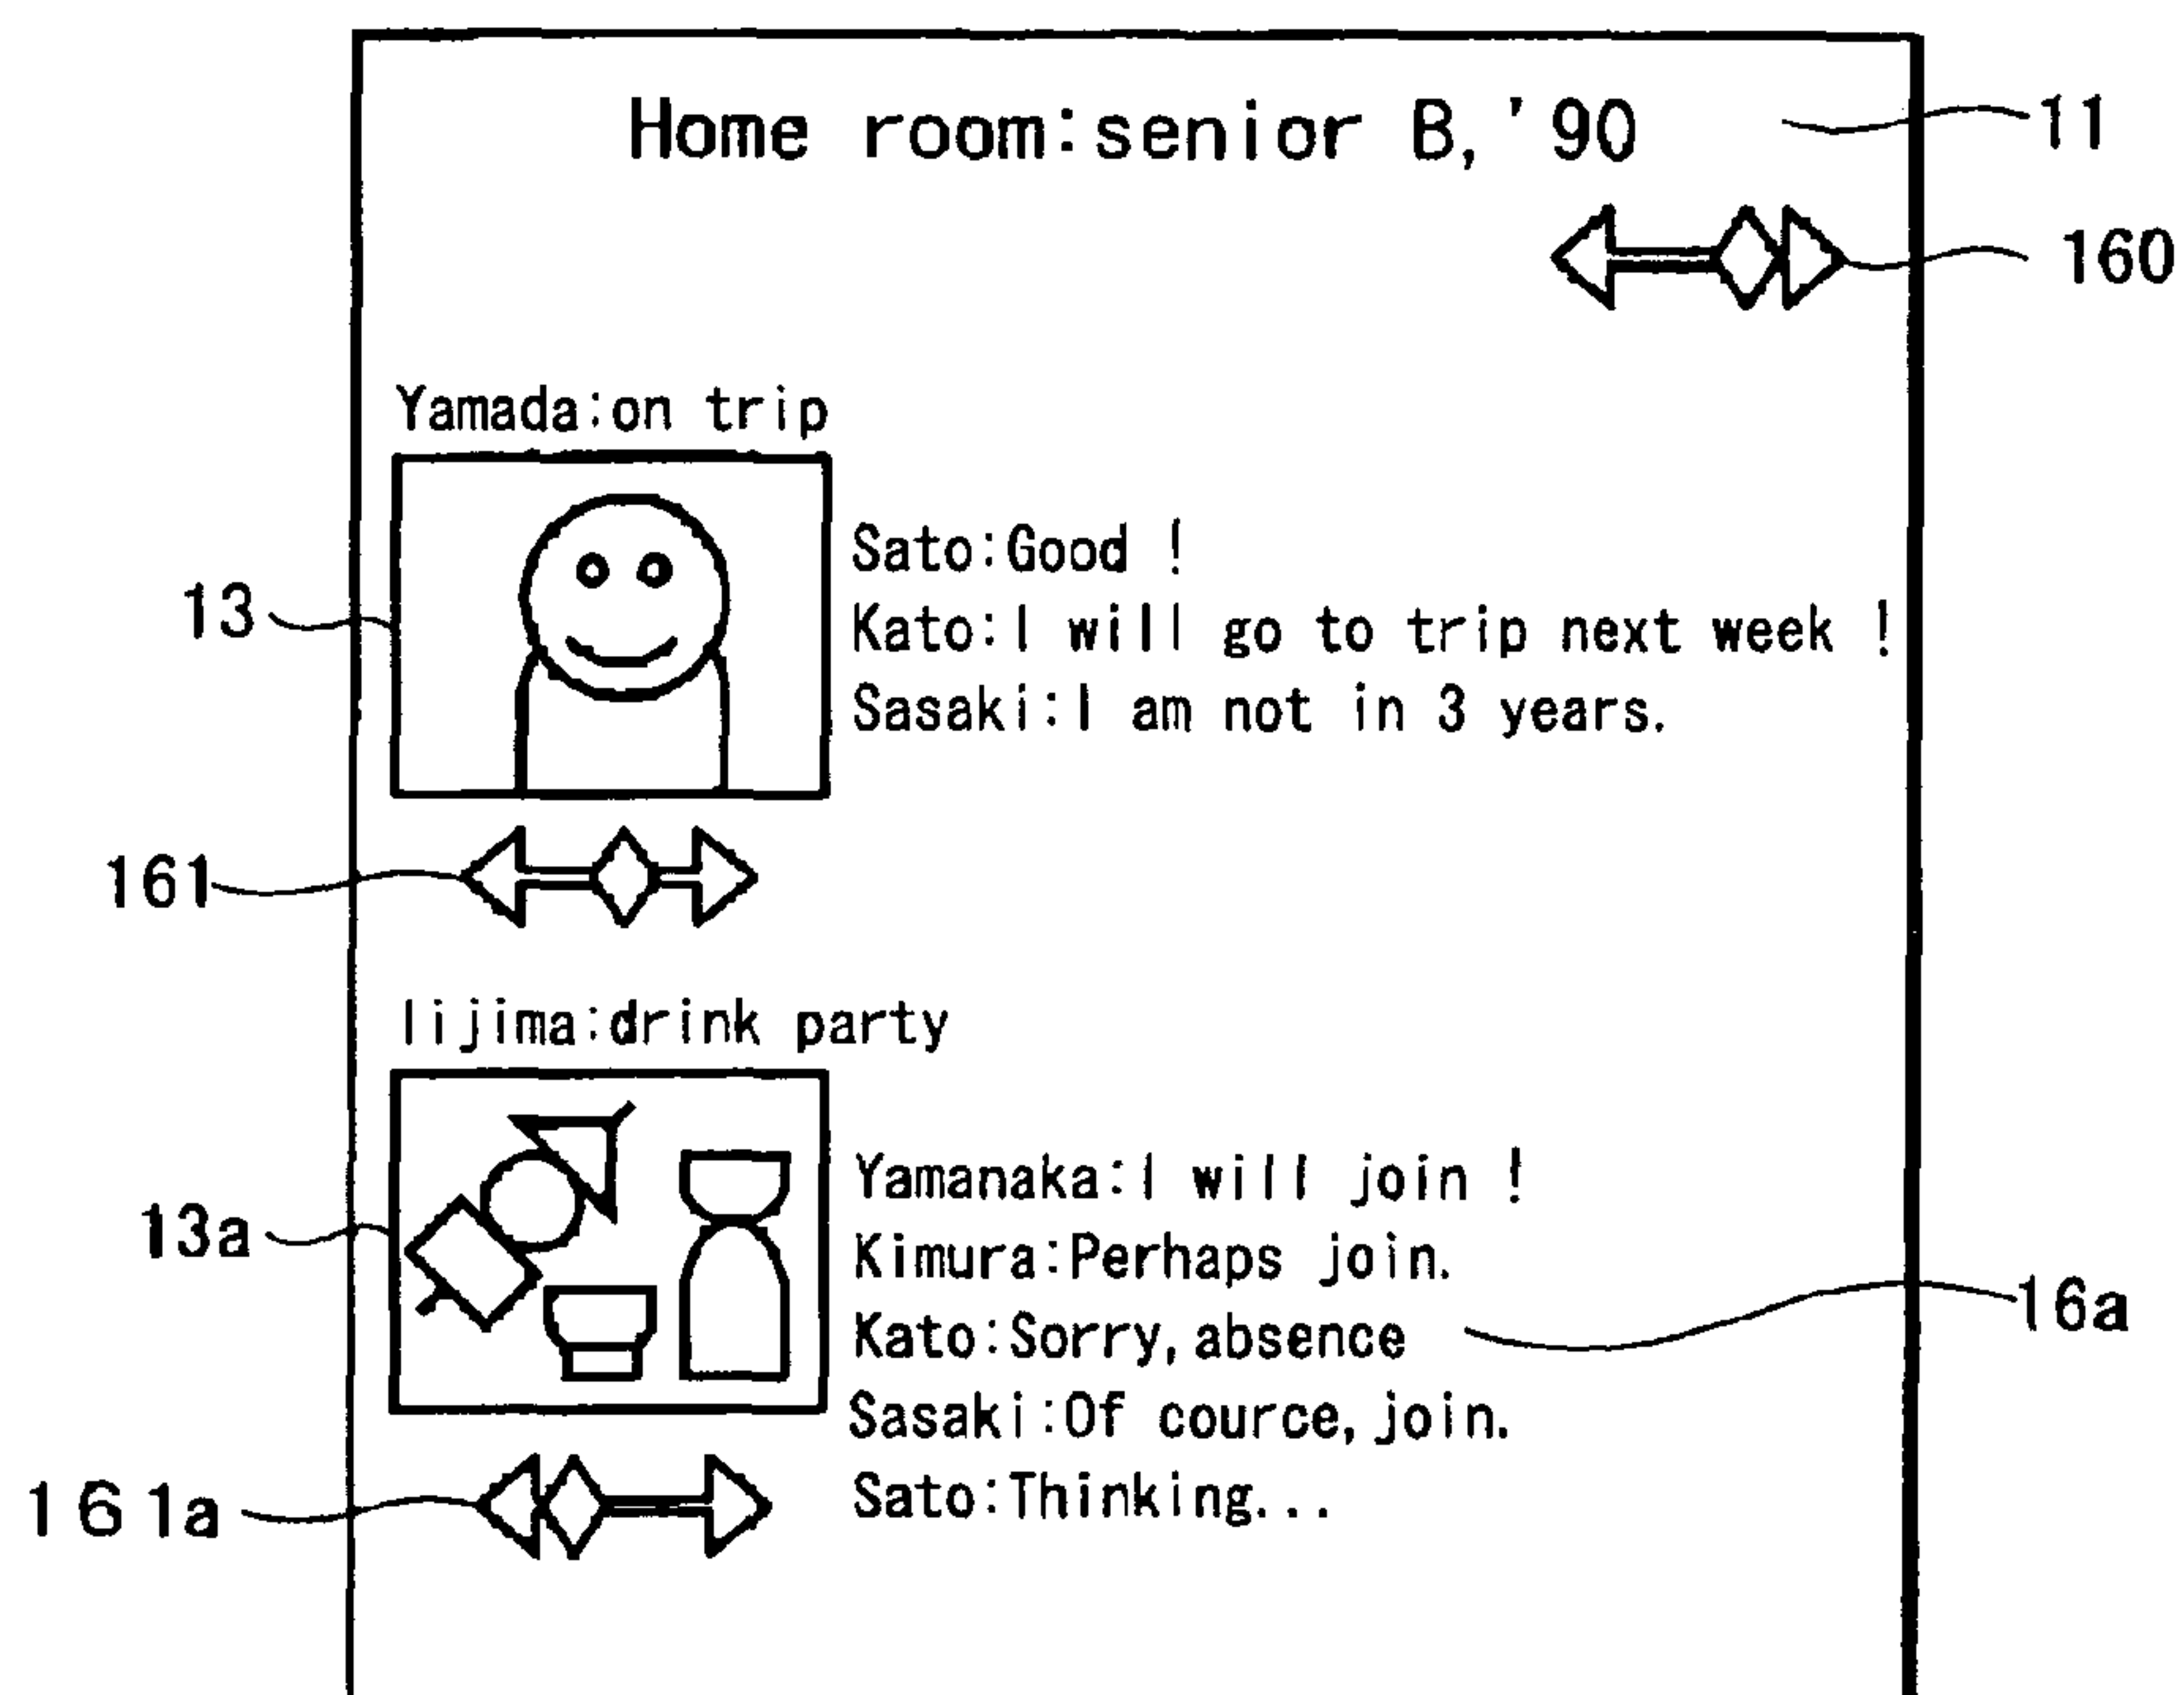 Home room:senior B,'90
11
160
Yamada:on trip
13
Sato:Good !
Kato:I will go to trip next week !
Sasaki:I am not in 3 years.
161
Iijima:drink party
13a
Yamanaka:I will join !
Kimura:Perhaps join.
Kato:Sorry,absence
16a
Sasaki:Of cource,join.
Sato:Thinking...
161a